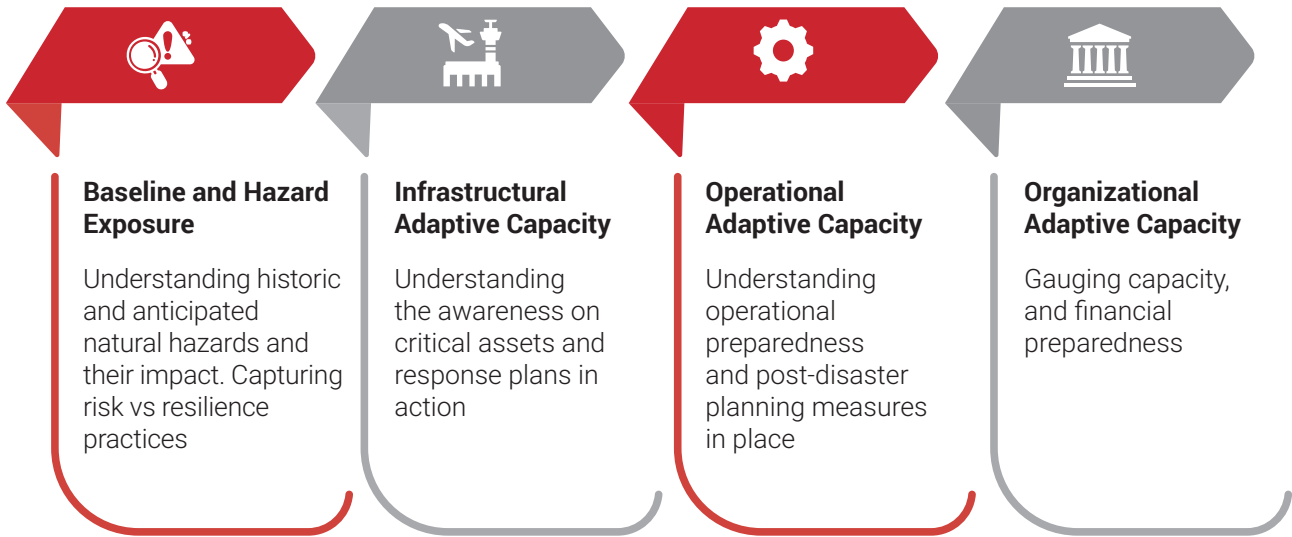 Baseline and Hazard
Exposure
Understanding historic
and anticipated
natural hazards and
their impact. Capturing
risk vs resilience
practices
Infrastructural
Adaptive Capacity
Understanding
the awareness on
critical assets and
response plans in
action
Operational
Adaptive Capacity
Understanding
operational
preparedness
and post-disaster
planning measures
in place
Organizational
Adaptive Capacity
Gauging capacity,
and financial
preparedness